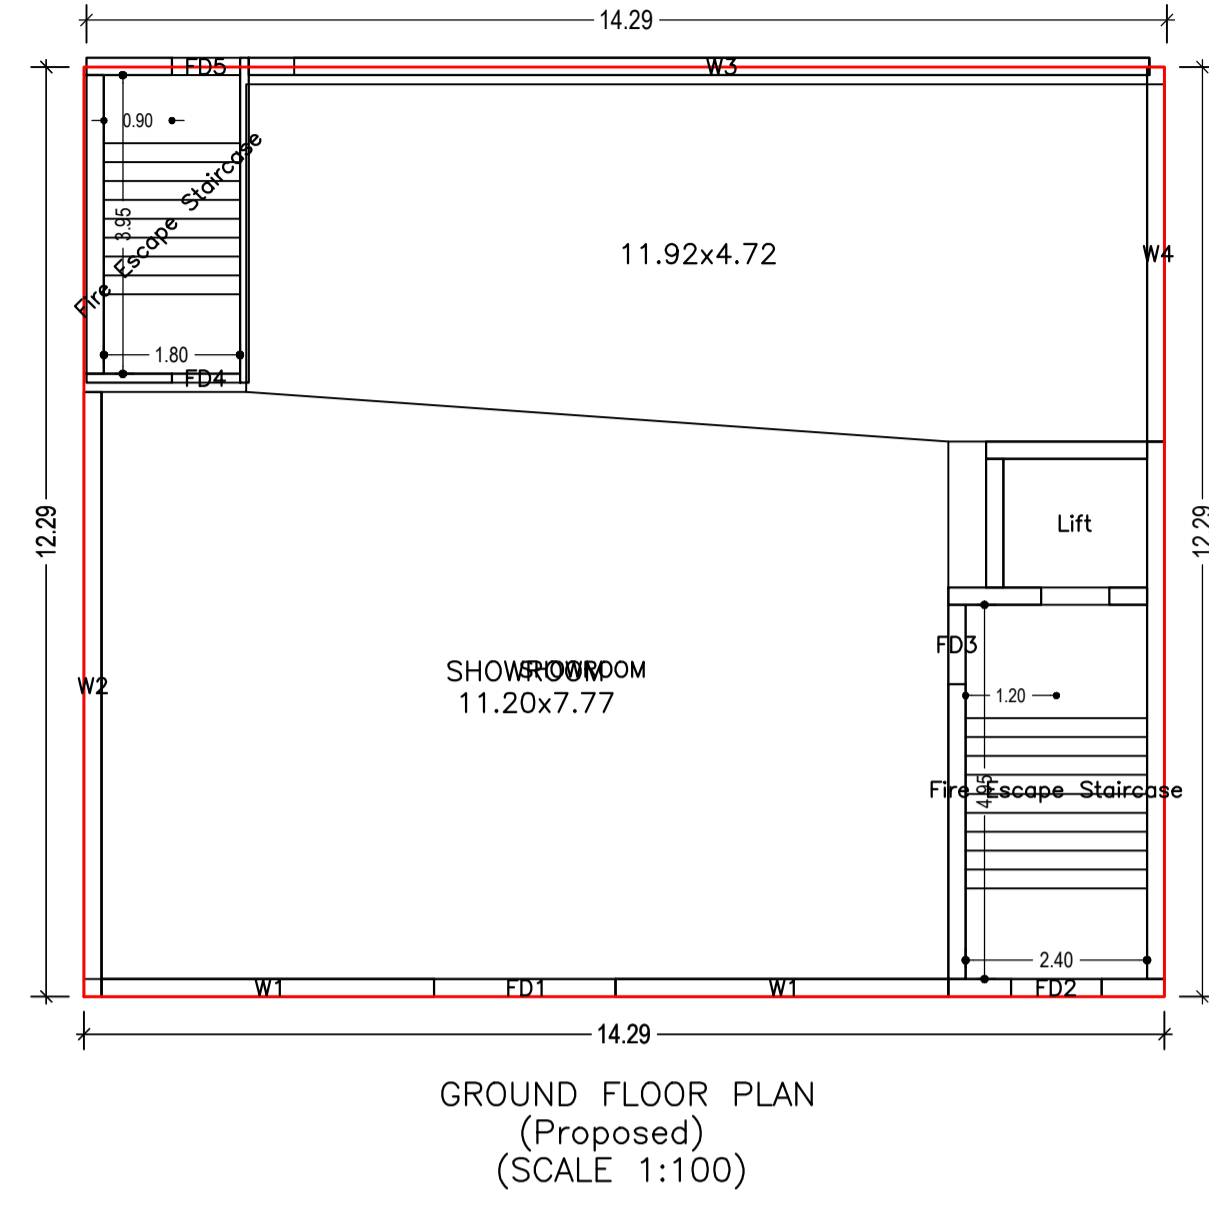 14.29
FD5
W3
0.90
Fire Escape Staircase
3.95
11.92x4.72
W4
1.80
FD4
12.29
12.29
Lift
FD3
SHOWROOM
SHOWROOM
W2
11.20x7.77
1.20
Fire Escape Staircase
4.95
2.40
W1
FD1
W1
FD2
14.29
GROUND FLOOR PLAN
(Proposed)
(SCALE 1:100)